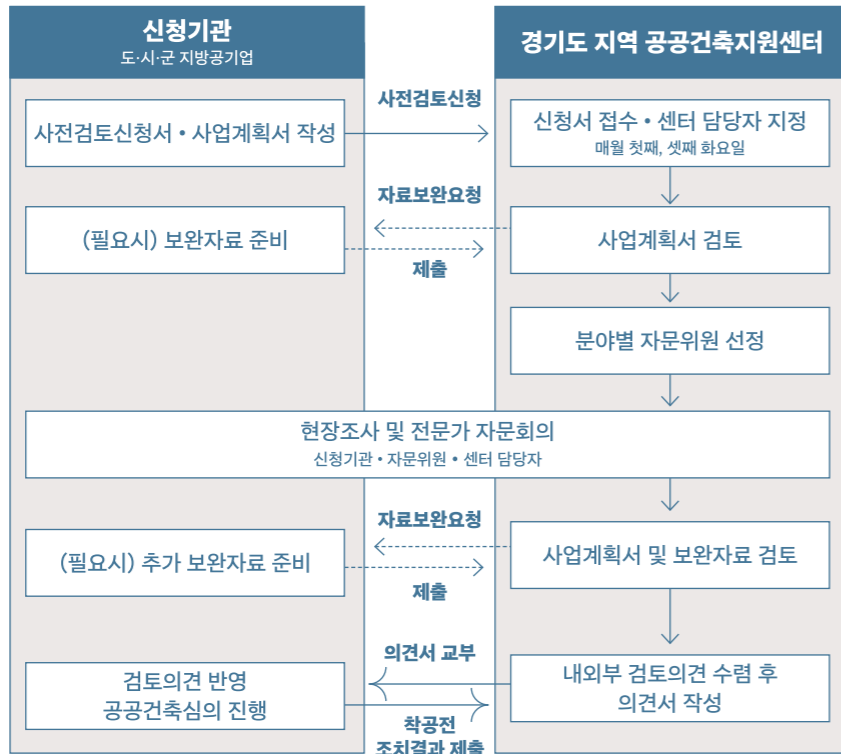 신청기관
도·시·군 지방공기업
경기도 지역 공공건축지원센터
사전검토신청
사전검토신청서 • 사업계획서 작성
신청서 접수 • 센터 담당자 지정
매월 첫째, 셋째 화요일
자료보완요청
(필요시) 보완자료 준비
사업계획서 검토
제출
분야별 자문위원 선정
현장조사 및 전문가 자문회의
신청기관 • 자문위원 • 센터 담당자
자료보완요청
(필요시) 추가 보완자료 준비
사업계획서 및 보완자료 검토
제출
의견서 교부
검토의견 반영
공공건축심의 진행
내외부 검토의견 수렴 후
의견서 작성
착공전
조치결과 제출